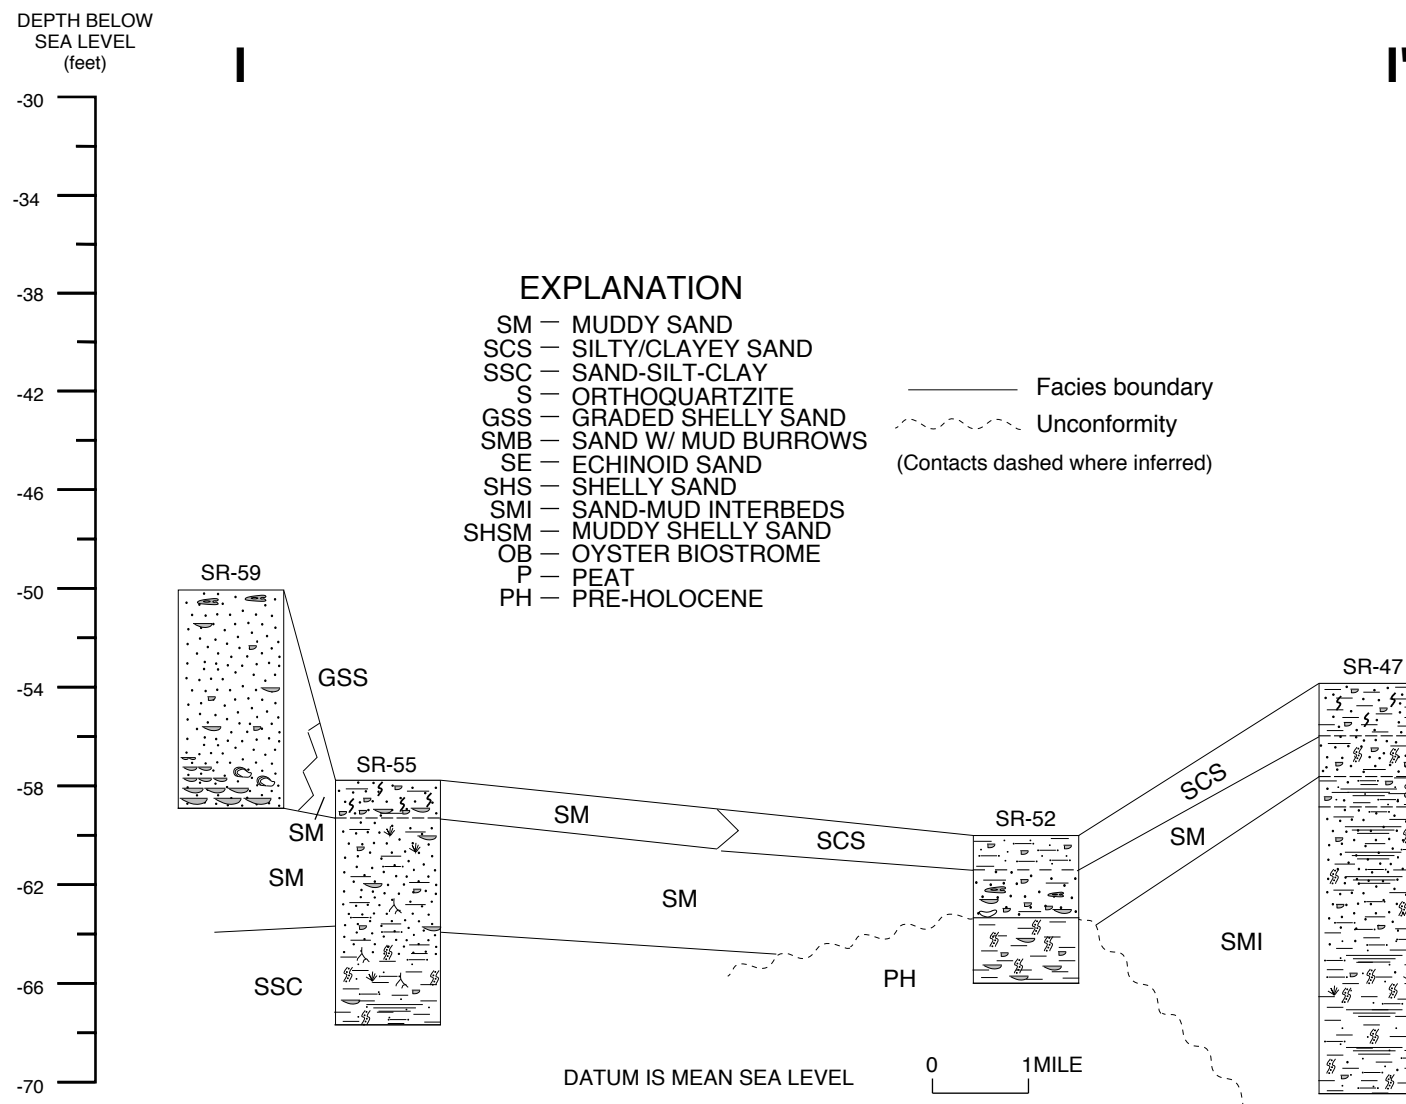 DEPTH BELOW
SEA LEVEL
(feet)
I
I'
-30
-34
-38
-42
-46
-50
-54
-58
-62
-66
-70
EXPLANATION
SM — MUDDY SAND
SCS — SILTY/CLAYEY SAND
SSC — SAND-SILT-CLAY
S — ORTHOQUARTZITE
GSS — GRADED SHELLY SAND
SMB — SAND W/ MUD BURROWS
SE — ECHINOID SAND
SHS — SHELLY SAND
SMI — SAND-MUD INTERBEDS
SHSM — MUDDY SHELLY SAND
OB — OYSTER BIOSTROME
P — PEAT
PH — PRE-HOLOCENE
Facies boundary
Unconformity
(Contacts dashed where inferred)
SR-59
GSS
SR-55
SM
SM
SSC
SM
SCS
SM
SR-52
PH
SR-47
SCS
SM
SMI
DATUM IS MEAN SEA LEVEL
0 1MILE